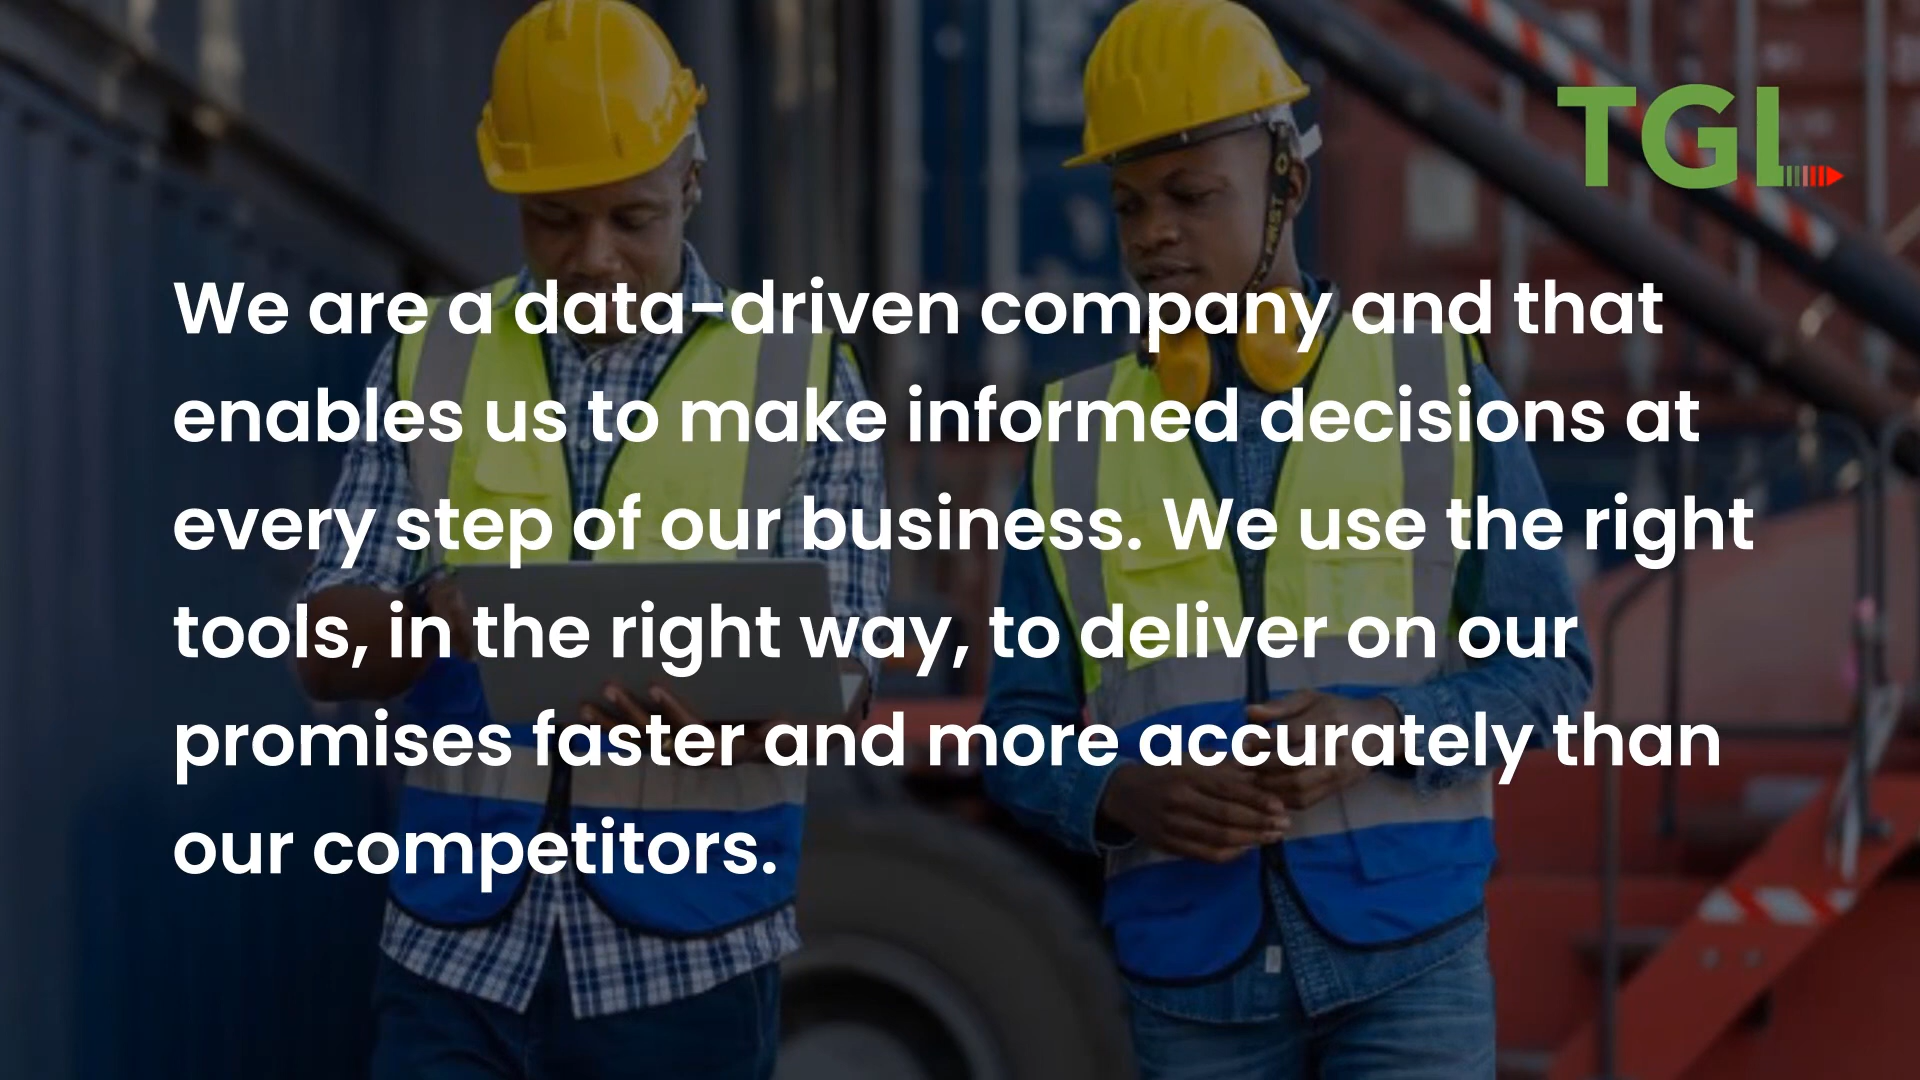 TGL
We are a data-driven company and that
enables us to make informed decisions at
every step of our business. We use the right
tools, in the right way, to deliver on our
promises faster and more accurately than
our competitors.
FIRST